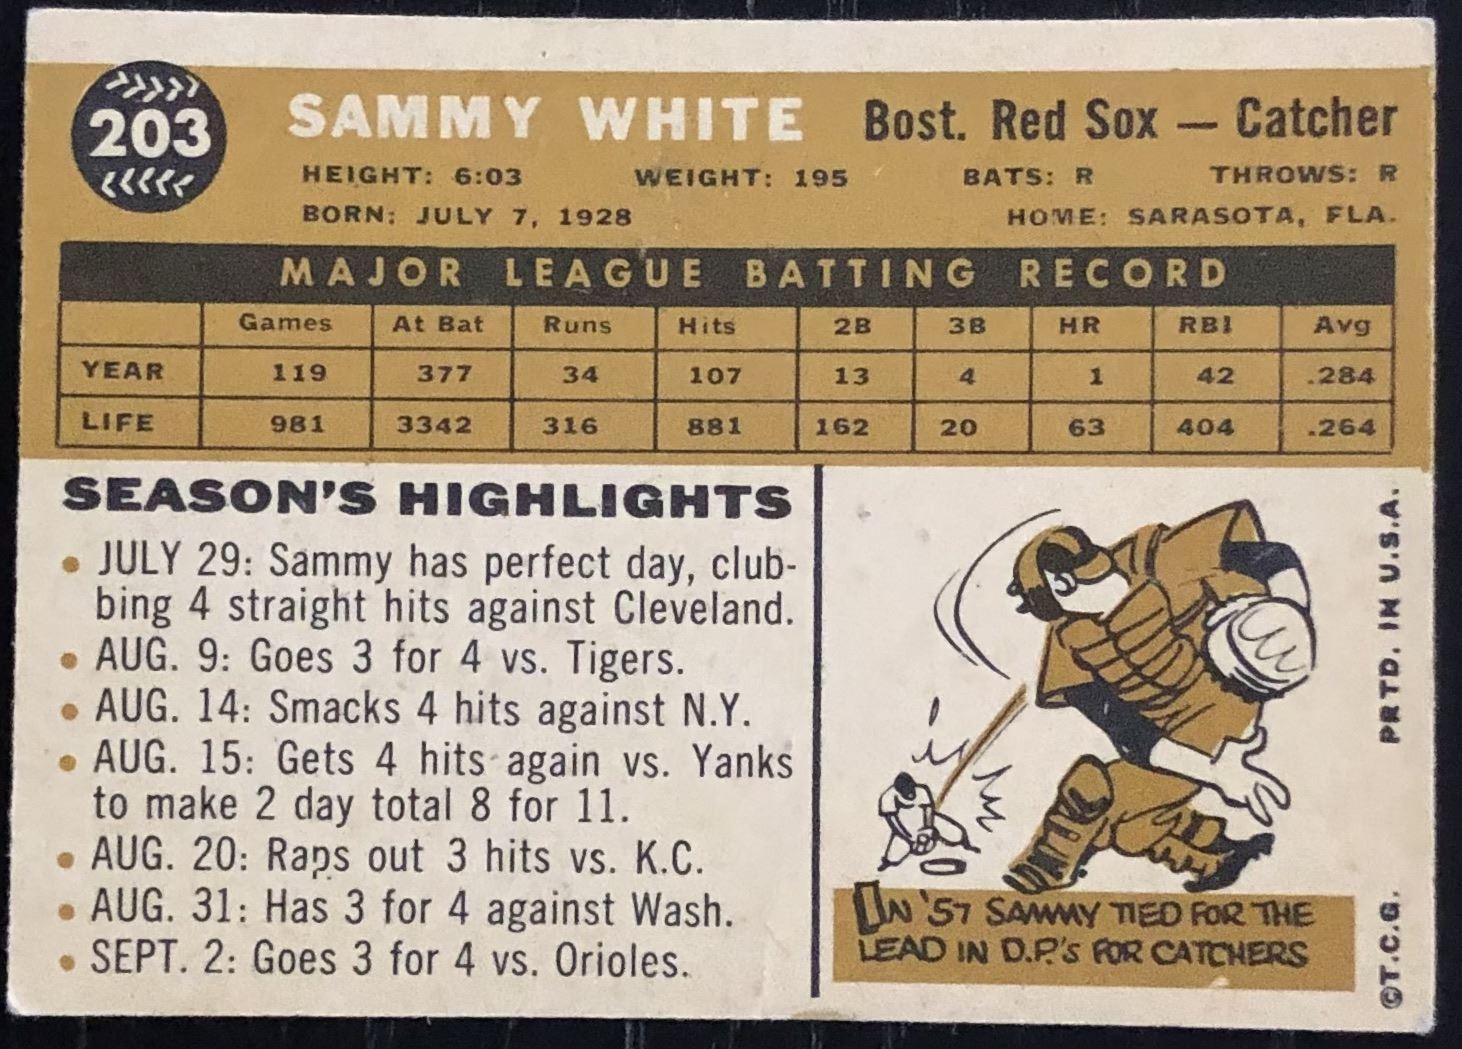 203
SAMMY WHITE Bost. Red Sox — Catcher
HEIGHT: 6:03 WEIGHT: 195 BATS: R THROWS: R
BORN: JULY 7, 1928 HOME: SARASOTA, FLA.
MAJOR LEAGUE BATTING RECORD
Games At Bat Runs Hits 2B 3B HR RBI Avg
YEAR 119 377 34 107 13 4 1 42 .284
LIFE 981 3342 316 881 162 20 63 404 .264
SEASON'S HIGHLIGHTS
• JULY 29: Sammy has perfect day, club-
bing 4 straight hits against Cleveland.
• AUG. 9: Goes 3 for 4 vs. Tigers.
• AUG. 14: Smacks 4 hits against N.Y.
• AUG. 15: Gets 4 hits again vs. Yanks
to make 2 day total 8 for 11.
• AUG. 20: Raps out 3 hits vs. K.C.
• AUG. 31: Has 3 for 4 against Wash.
• SEPT. 2: Goes 3 for 4 vs. Orioles.
IN '57 SAMMY TIED FOR THE
LEAD IN D.P.'S FOR CATCHERS
©T.C.G. PRTD. IN U.S.A.